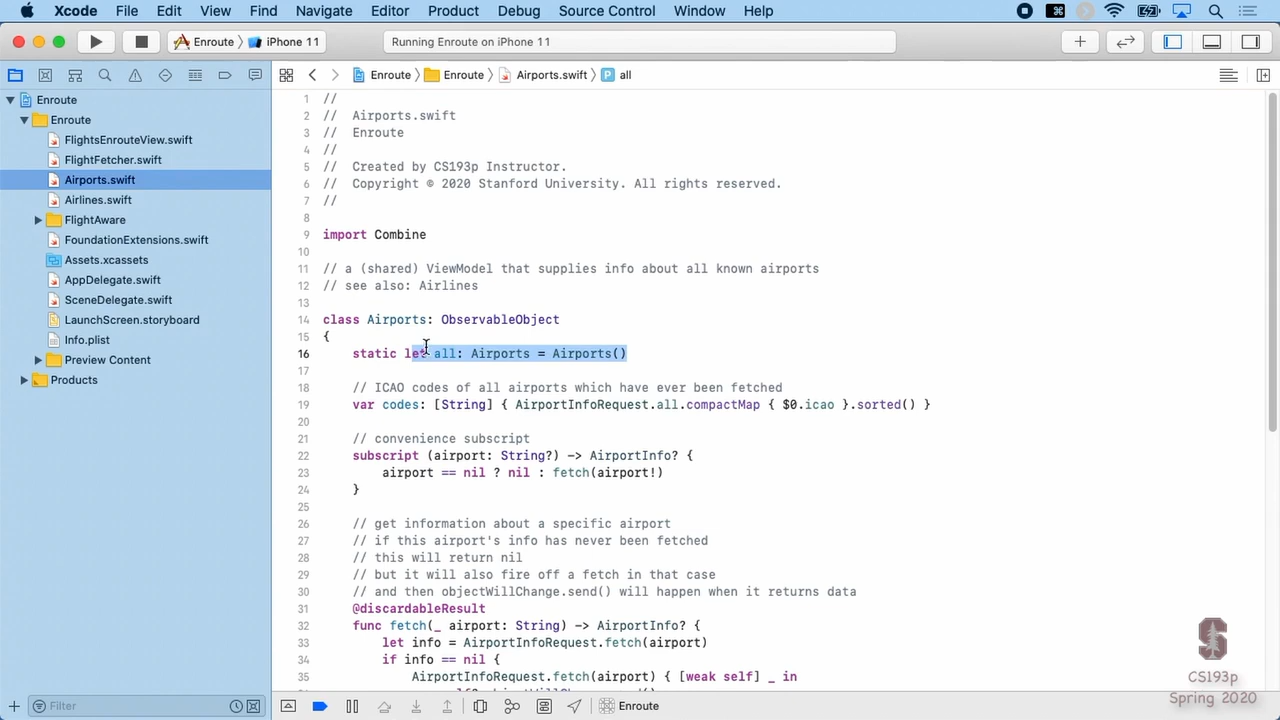 Xcode File Edit View Find Navigate Editor Product Debug Source Control Window Help
Enroute iPhone 11 Running Enroute on iPhone 11
Enroute Enroute Airports.swift P all
Enroute
Enroute
FlightsEnrouteView.swift
FlightFetcher.swift
Airports.swift
Airlines.swift
FlightAware
FoundationExtensions.swift
Assets.xcassets
AppDelegate.swift
SceneDelegate.swift
LaunchScreen.storyboard
Info.plist
Preview Content
Products
Filter
1 //
2 // Airports.swift
3 // Enroute
4 //
5 // Created by CS193p Instructor.
6 // Copyright © 2020 Stanford University. All rights reserved.
7 //
8
9 import Combine
10
11 // a (shared) ViewModel that supplies info about all known airports
12 // see also: Airlines
13
14 class Airports: ObservableObject
15 {
16 static let all: Airports = Airports()
17
18 // ICAO codes of all airports which have ever been fetched
19 var codes: [String] { AirportInfoRequest.all.compactMap { $0.icao }.sorted() }
20
21 // convenience subscript
22 subscript (airport: String?) -> AirportInfo? {
23 airport == nil ? nil : fetch(airport!)
24 }
25
26 // get information about a specific airport
27 // if this airport's info has never been fetched
28 // this will return nil
29 // but it will also fire off a fetch in that case
30 // and then objectWillChange.send() will happen when it returns data
31 @discardableResult
32 func fetch(_ airport: String) -> AirportInfo? {
33 let info = AirportInfoRequest.fetch(airport)
34 if info == nil {
35 AirportInfoRequest.fetch(airport) { [weak self] _ in
Enroute
CS193p
Spring 2020